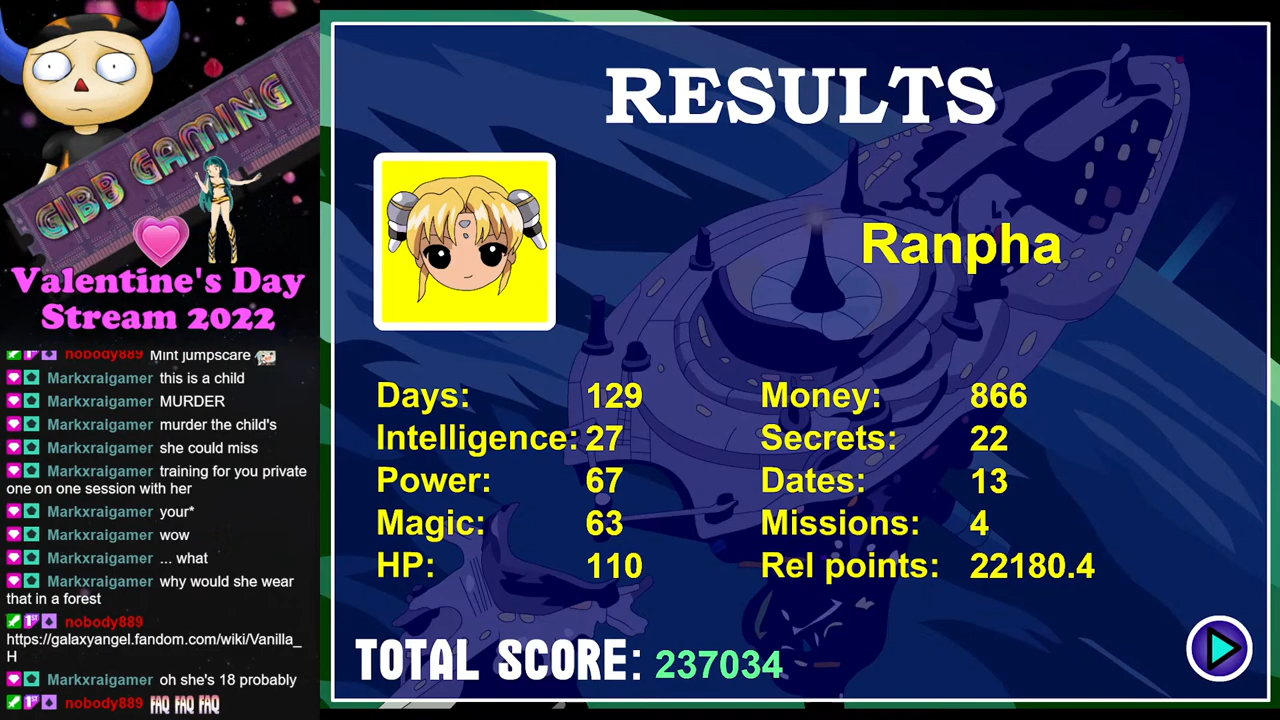 GIBB GAMING
Valentine's Day
Stream 2022
nobody889 Mint jumpscare
Markxraigamer this is a child
Markxraigamer MURDER
Markxraigamer murder the child's
Markxraigamer she could miss
Markxraigamer training for you private
one on one session with her
Markxraigamer your*
Markxraigamer wow
Markxraigamer ... what
Markxraigamer why would she wear
that in a forest
nobody889
https://galaxyangel.fandom.com/wiki/Vanilla_
H
Markxraigamer oh she's 18 probably
nobody889 FAQ FAQ FAQ
RESULTS
Ranpha
Days: 129 Money: 866
Intelligence: 27 Secrets: 22
Power: 67 Dates: 13
Magic: 63 Missions: 4
HP: 110 Rel points: 22180.4
TOTAL SCORE: 237034